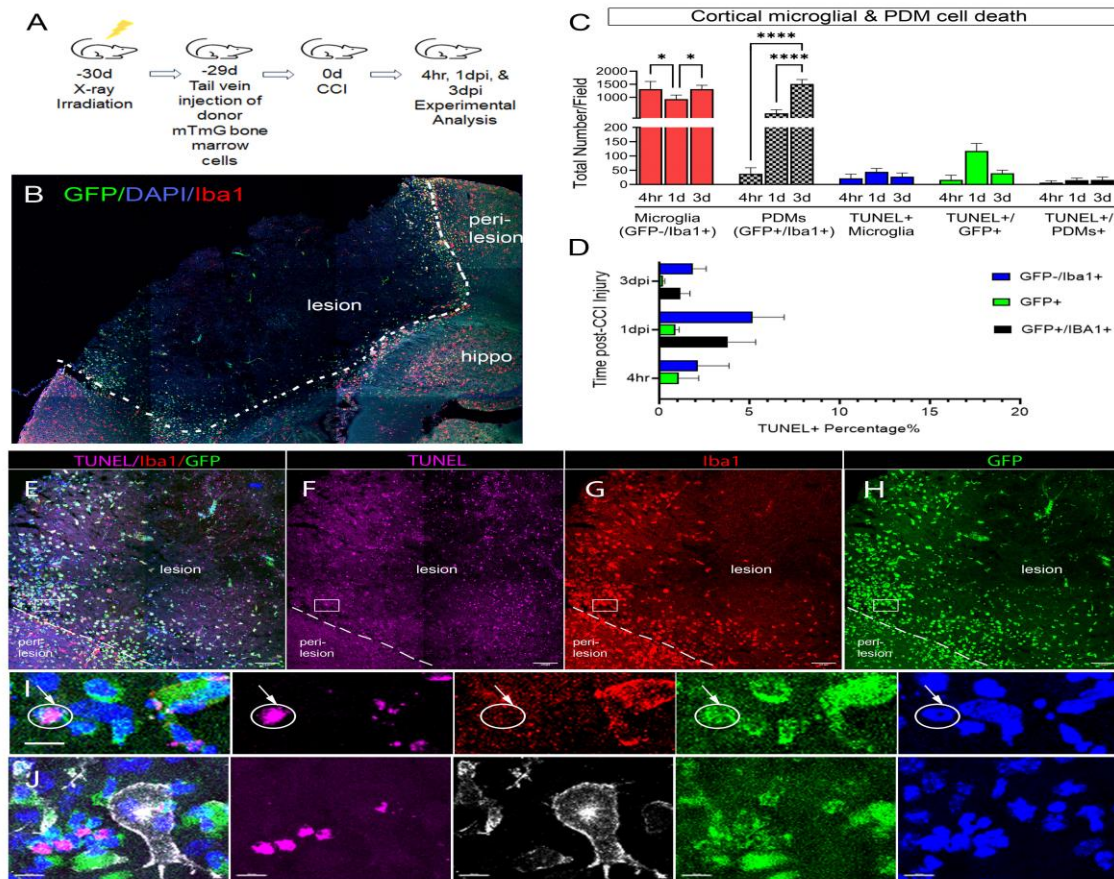 A
-30d
X-ray
Irradiation
-29d
Tail vein
injection of
donor
mTmG bone
marrow
cells
0d
CCI
4hr, 1dpi, &
3dpi
Experimental
Analysis
B
GFP/DAPI/Iba1
peri-
lesion
lesion
hippo
C
Cortical microglial & PDM cell death
****
* * ****
Total Number/Field
2000
1500
1000
200
150
100
50
0
4hr 1d 3d 4hr 1d 3d 4hr 1d 3d 4hr 1d 3d 4hr 1d 3d
Microglia
(GFP-/Iba1+)
PDMs
(GFP+/Iba1+)
TUNEL+
Microglia
TUNEL+/
GFP+
TUNEL+/
PDMs+
D
Time post-CCI Injury
3dpi
1dpi
4hr
0 5 10 15 20
TUNEL+ Percentage%
GFP-/Iba1+
GFP+
GFP+/IBA1+
TUNEL/Iba1/GFP
TUNEL
Iba1
GFP
E
lesion
peri-
lesion
F
lesion
peri-
lesion
G
lesion
peri-
lesion
H
lesion
peri-
lesion
I
J